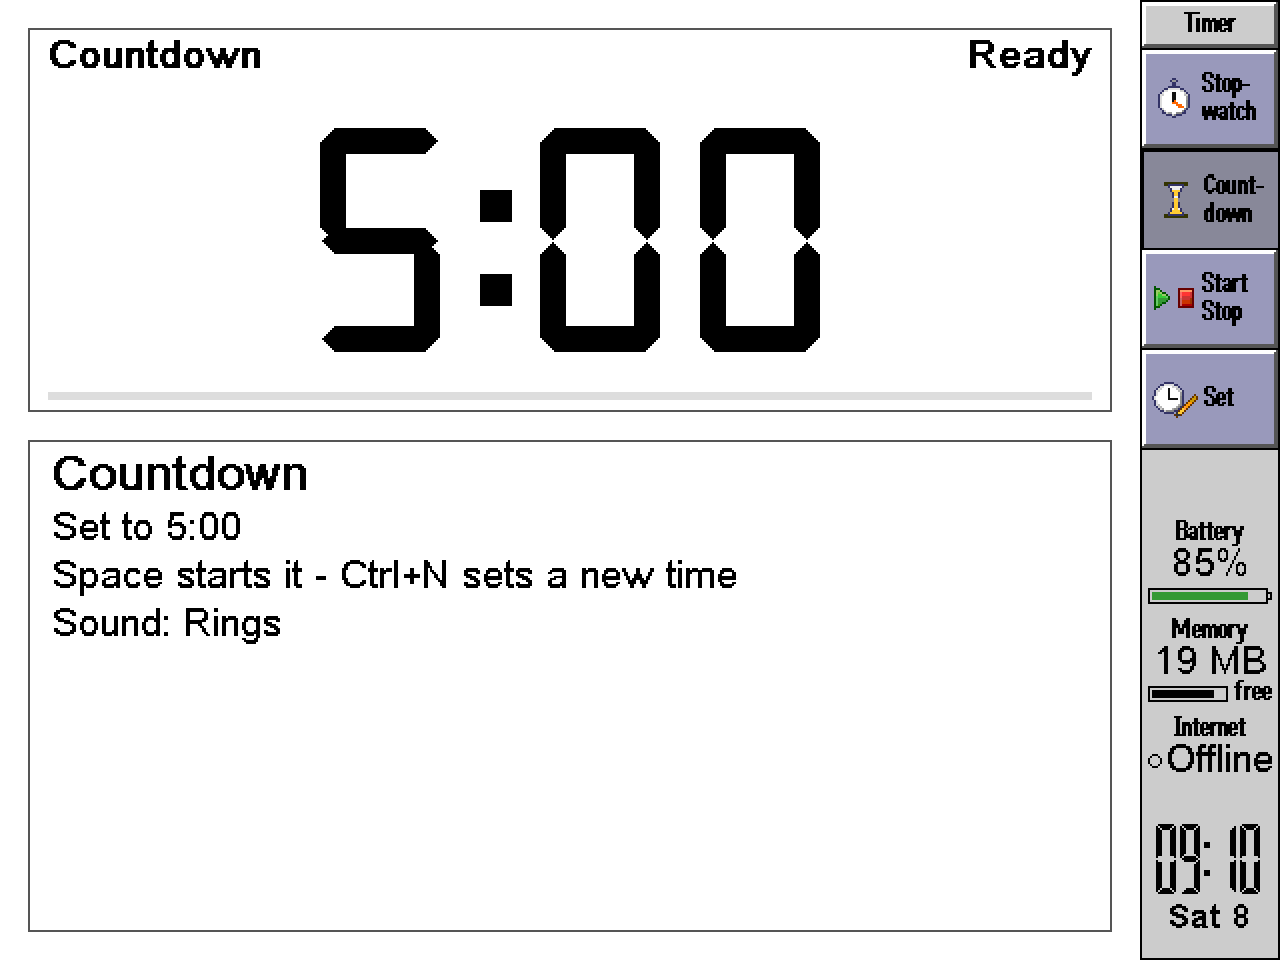 Countdown
Ready
5:00
Countdown
Set to 5:00
Space starts it - Ctrl+N sets a new time
Sound: Rings
Timer
Stop-
watch
Count-
down
Start
Stop
Set
Battery
85%
Memory
19 MB
free
Internet
Offline
09:10
Sat 8